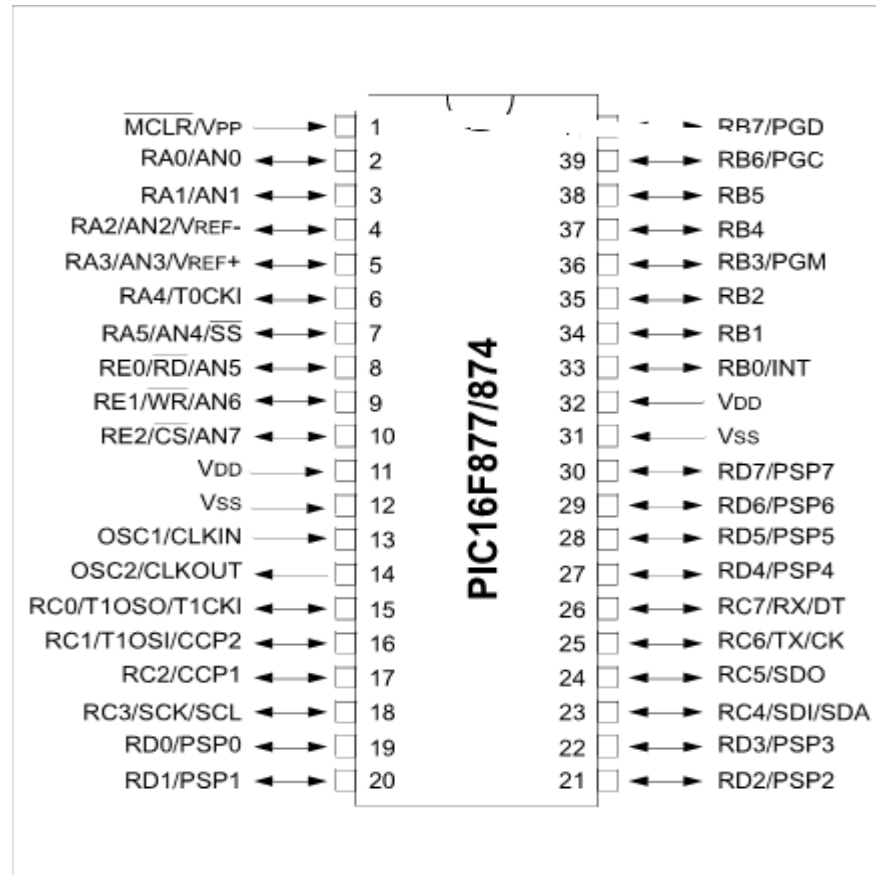 MCLR/VPP 1 RB7/PGD
RA0/AN0 2 39 RB6/PGC
RA1/AN1 3 38 RB5
RA2/AN2/VREF- 4 37 RB4
RA3/AN3/VREF+ 5 36 RB3/PGM
RA4/T0CKI 6 35 RB2
RA5/AN4/SS 7 34 RB1
RE0/RD/AN5 8 33 RB0/INT
RE1/WR/AN6 9 32 VDD
RE2/CS/AN7 10 31 VSS
VDD 11 30 RD7/PSP7
VSS 12 29 RD6/PSP6
OSC1/CLKIN 13 28 RD5/PSP5
OSC2/CLKOUT 14 27 RD4/PSP4
RC0/T1OSO/T1CKI 15 26 RC7/RX/DT
RC1/T1OSI/CCP2 16 25 RC6/TX/CK
RC2/CCP1 17 24 RC5/SDO
RC3/SCK/SCL 18 23 RC4/SDI/SDA
RD0/PSP0 19 22 RD3/PSP3
RD1/PSP1 20 21 RD2/PSP2
PIC16F877/874